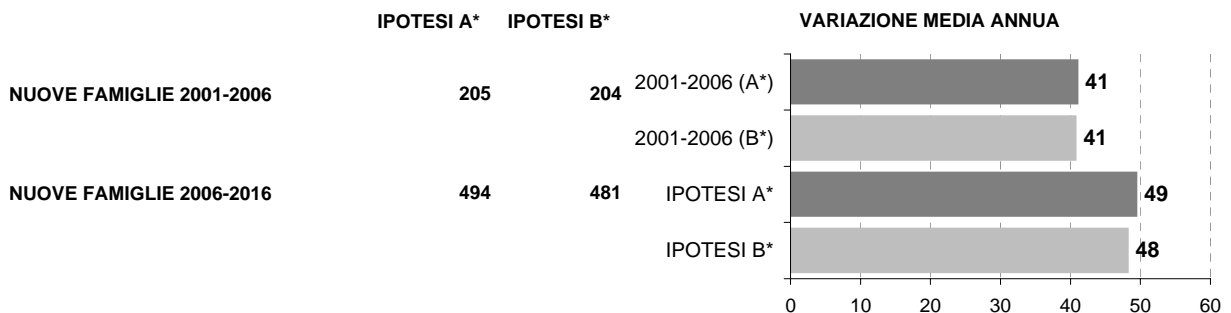 IPOTESI A* IPOTESI B* VARIAZIONE MEDIA ANNUA
NUOVE FAMIGLIE 2001-2006 205 204
NUOVE FAMIGLIE 2006-2016 494 481
2001-2006 (A*) 41
2001-2006 (B*) 41
IPOTESI A* 49
IPOTESI B* 48
0 10 20 30 40 50 60